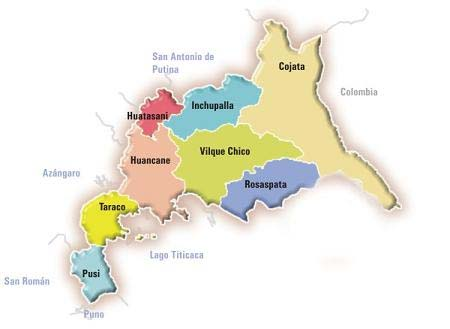 San Antonio de
Putina
Cojata
Colombia
Inchupalla
Huatasani
Vilque Chico
Huancane
Azángaro
Rosaspata
Taraco
Lago Títicaca
Pusi
San Román
Puno